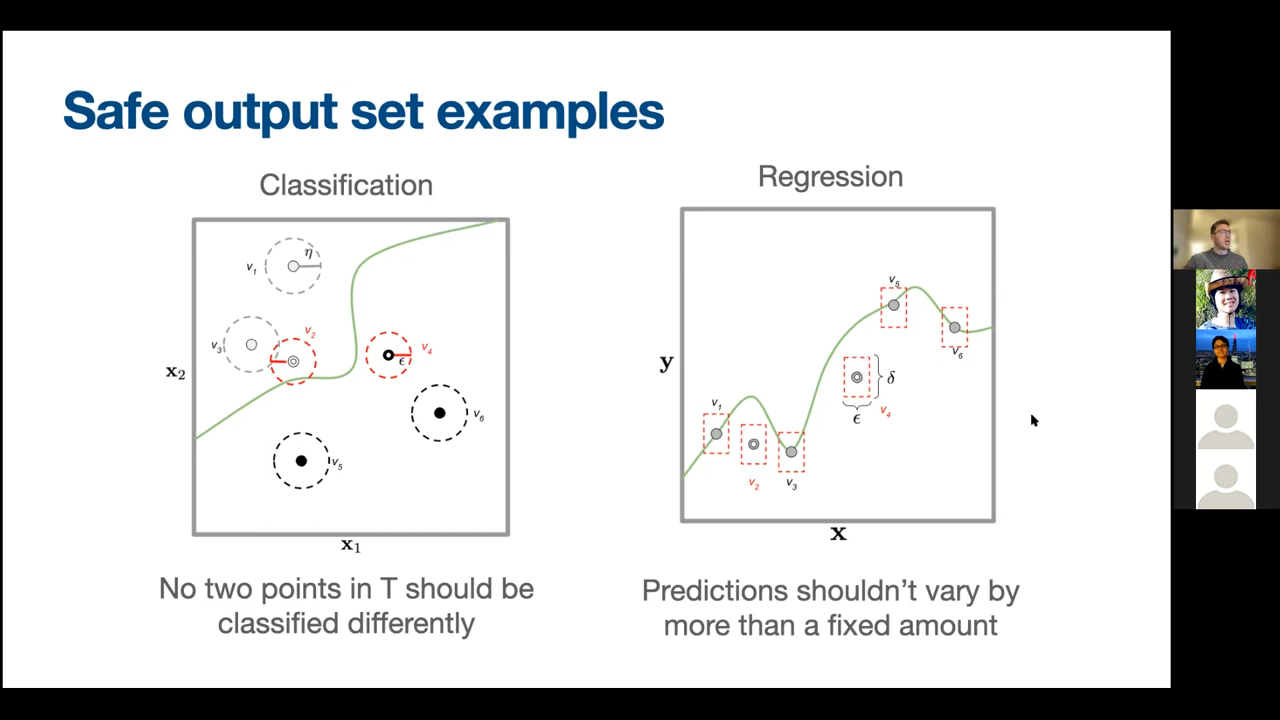 Safe output set examples
Classification
Regression
η
v1
v2
v3
v4
ϵ
v6
v5
x2
x1
v5
v6
y
δ
ϵ
v4
v1
v2
v3
x
No two points in T should be
classified differently
Predictions shouldn't vary by
more than a fixed amount